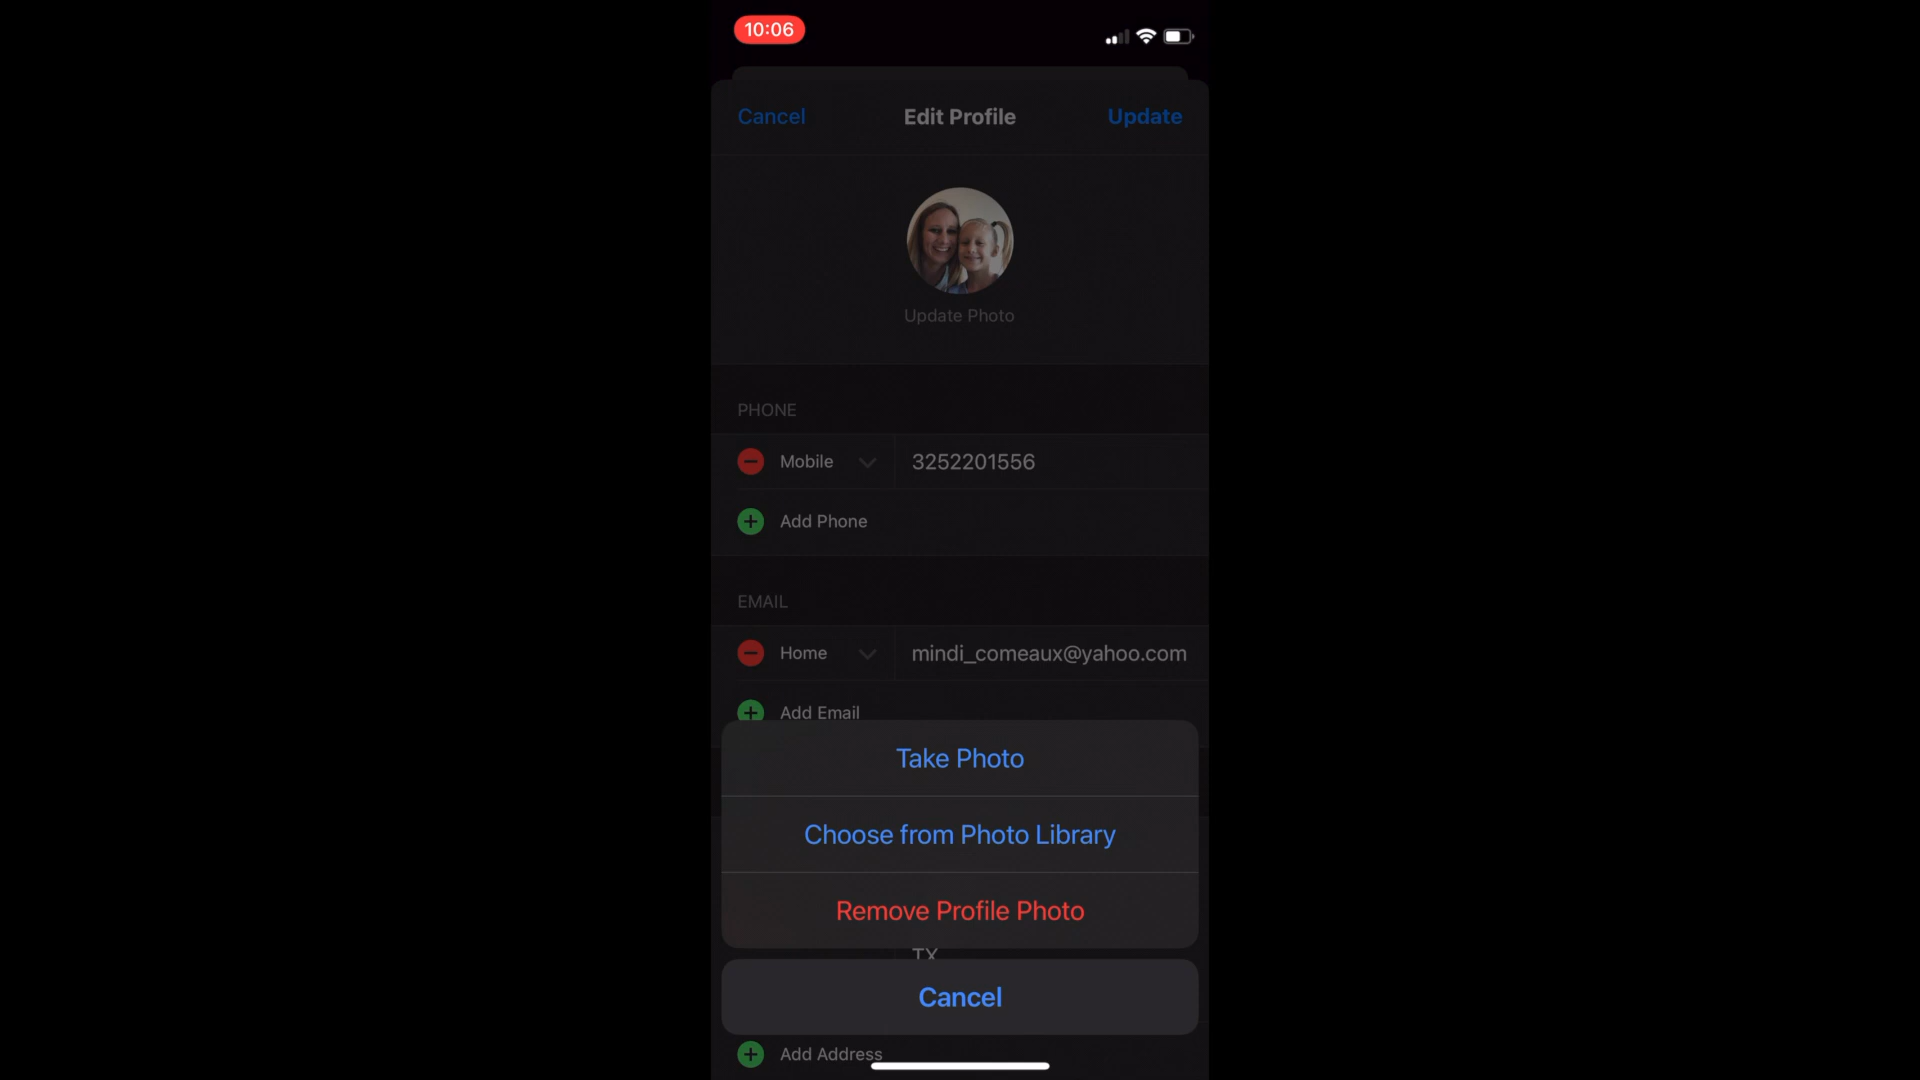 10:06
Cancel
Edit Profile
Update
Update Photo
PHONE
Mobile
3252201556
Add Phone
EMAIL
Home
mindi_comeaux@yahoo.com
Add Email
Take Photo
Choose from Photo Library
Remove Profile Photo
TX
Cancel
Add Address